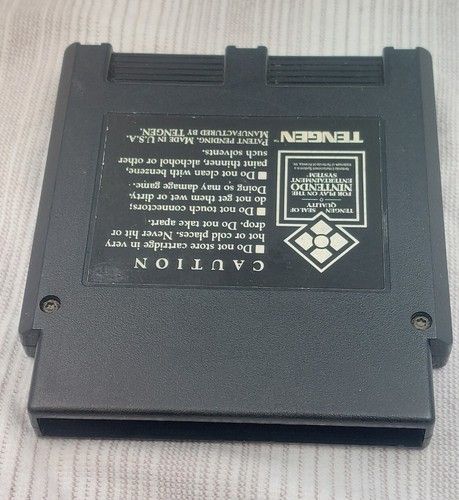 CAUTION
■ Do not store cartridge in very
hot or cold places. Never hit or
drop. Do not take apart.
■ Do not touch connectors;
do not get them wet or dirty.
Doing so may damage game.
■ Do not clean with benzene,
paint thinner, alcohol or other
such solvents.
MANUFACTURED BY TENGEN.
PATENT PENDING. MADE IN U.S.A.
TENGEN SEAL OF
QUALITY
FOR PLAY ON THE
NINTENDO
ENTERTAINMENT
SYSTEM
TENGEN™